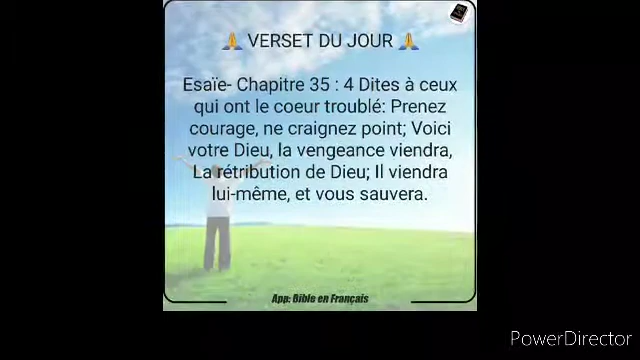 🙏 VERSET DU JOUR 🙏
Esaïe- Chapitre 35 : 4 Dites à ceux
qui ont le coeur troublé: Prenez
courage, ne craignez point; Voici
votre Dieu, la vengeance viendra,
La rétribution de Dieu; Il viendra
lui-même, et vous sauvera.
App: Bible en Français
PowerDirector